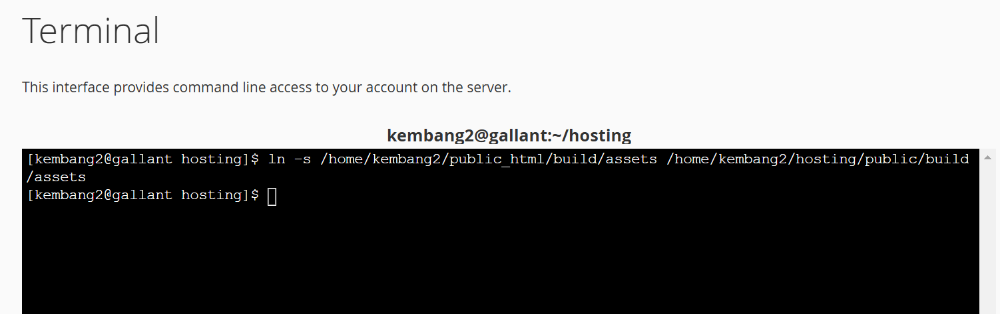 Terminal
This interface provides command line access to your account on the server.
kembang2@gallant:~/hosting
[kembang2@gallant hosting]$ ln -s /home/kembang2/public_html/build/assets /home/kembang2/hosting/public/build
/assets
[kembang2@gallant hosting]$